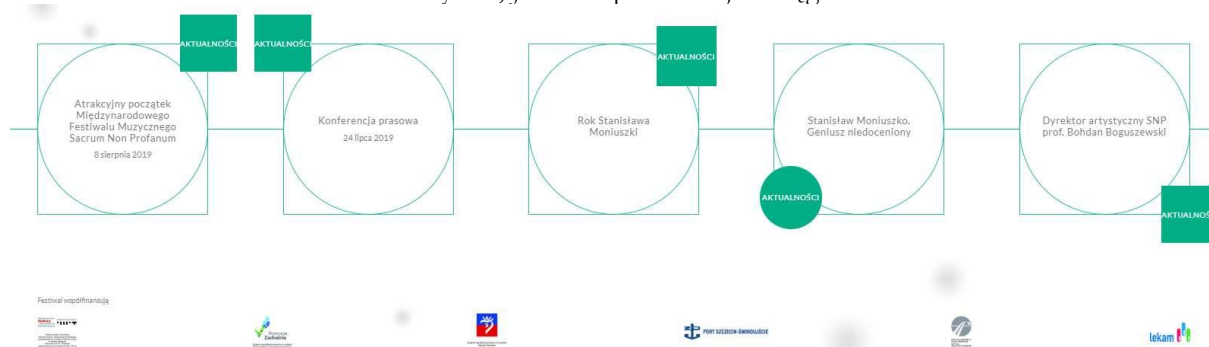 AKTUALNOŚCI
AKTUALNOŚCI
AKTUALNOŚCI
Atrakcyjny początek
Międzynarodowego
Festiwalu Muzycznego
Sacrum Non Profanum
8 sierpnia 2019
Konferencja prasowa
24 lipca 2019
Rok Stanisława
Moniuszki
Stanisław Moniuszko.
Geniusz niedoceniony
Dyrektor artystyczny SNP
prof. Bohdan Boguszewski
AKTUALNOŚCI
AKTUALNOŚ
Festiwal współfinansują
Pomorze
Zachodnie
PORT SZCZECIN-ŚWINOUJŚCIE
lekam